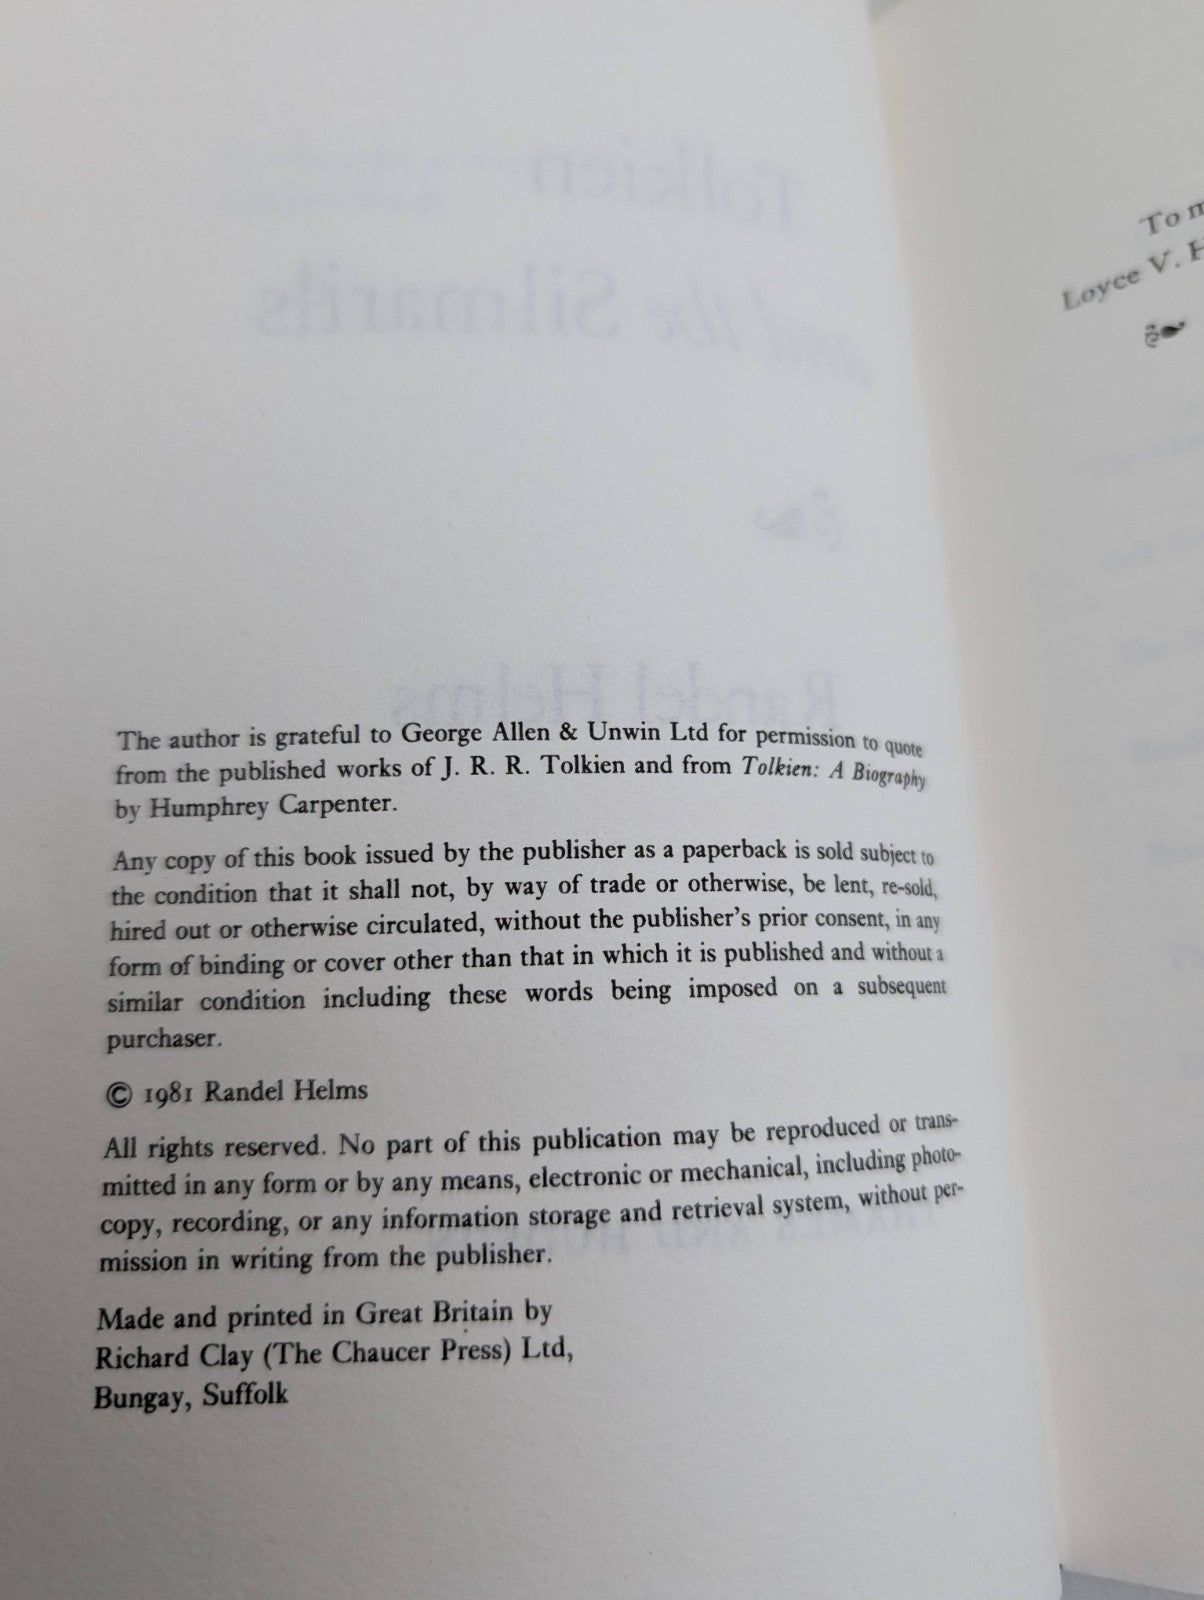 The author is grateful to George Allen & Unwin Ltd for permission to quote
from the published works of J. R. R. Tolkien and from Tolkien: A Biography
by Humphrey Carpenter.
Any copy of this book issued by the publisher as a paperback is sold subject to
the condition that it shall not, by way of trade or otherwise, be lent, re-sold,
hired out or otherwise circulated, without the publisher's prior consent, in any
form of binding or cover other than that in which it is published and without a
similar condition including these words being imposed on a subsequent
purchaser.
© 1981 Randel Helms
All rights reserved. No part of this publication may be reproduced or trans-
mitted in any form or by any means, electronic or mechanical, including photo-
copy, recording, or any information storage and retrieval system, without per-
mission in writing from the publisher.
Made and printed in Great Britain by
Richard Clay (The Chaucer Press) Ltd,
Bungay, Suffolk
Tolkien
and the Silmarils
Randel Helms
To
Loyce V.